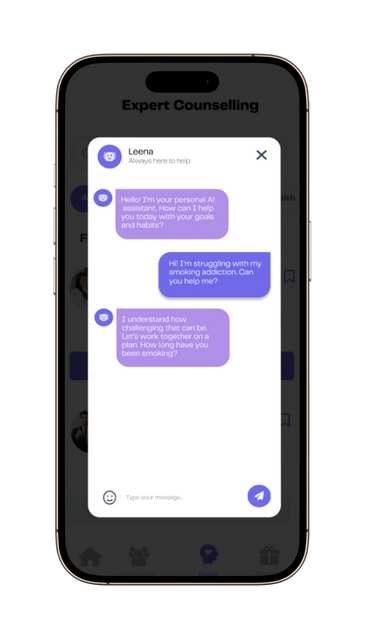 Expert Counselling
Leena
Always here to help
Hello! I'm your personal AI
assistant. How can I help
you today with your goals
and habits?
Hi! I'm struggling with my
smoking addiction. Can
you help me?
I understand how
challenging that can be.
Let's work together on a
plan. How long have you
been smoking?
Type your message...